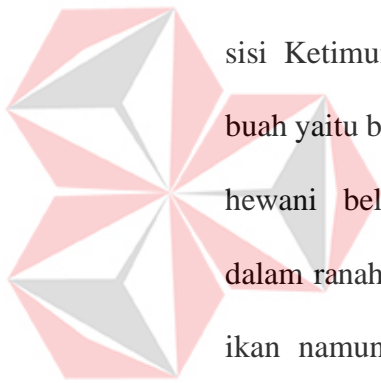 sisi Ketimu
buah yaitu b
hewani bel
dalam ranah
ikan namun